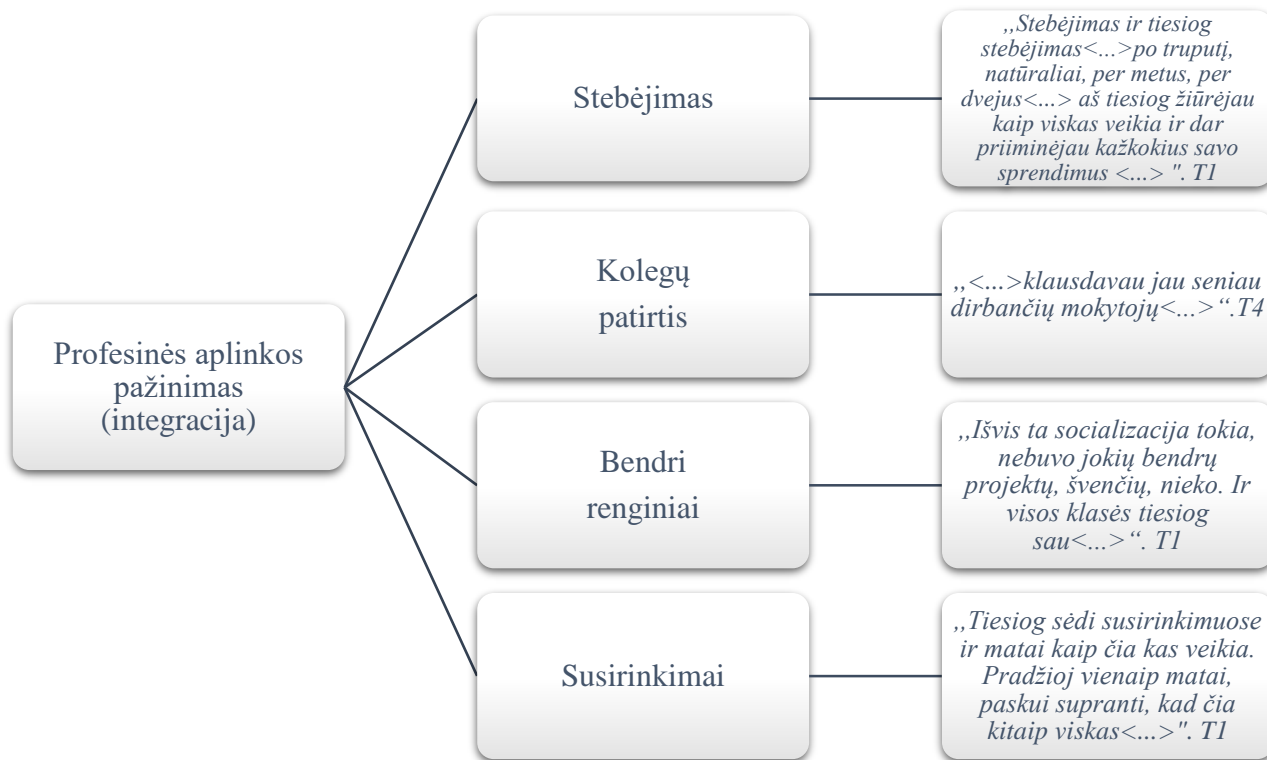 Profesinės aplinkos
pažinimas
(integracija)
Stebėjimas
,,Stebėjimas ir tiesiog
stebėjimas<...>po truputį,
natūraliai, per metus, per
dvejus<...> aš tiesiog žiūrėjau
kaip viskas veikia ir dar
priiminėjau kažkokius savo
sprendimus <...> ". T1
Kolegų
patirtis
,,<...>klausdavau jau seniau
dirbančių mokytojų<...>“.T4
Bendri
renginiai
,,Išvis ta socializacija tokia,
nebuvo jokių bendrų
projektų, švenčių, nieko. Ir
visos klasės tiesiog
sau<...>“. T1
Susirinkimai
,,Tiesiog sėdi susirinkimuose
ir matai kaip čia kas veikia.
Pradžioj vienaip matai,
paskui supranti, kad čia
kitaip viskas<...>". T1